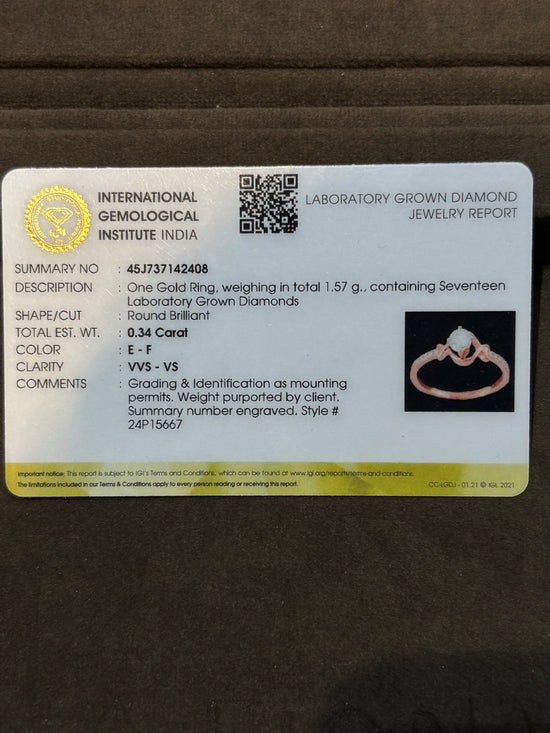 INTERNATIONAL
GEMOLOGICAL
INSTITUTE INDIA
LABORATORY GROWN DIAMOND
JEWELRY REPORT
SUMMARY NO : 45J737142408
DESCRIPTION : One Gold Ring, weighing in total 1.57 g., containing Seventeen
Laboratory Grown Diamonds
SHAPE/CUT : Round Brilliant
TOTAL EST. WT. : 0.34 Carat
COLOR : E - F
CLARITY : VVS - VS
COMMENTS : Grading & Identification as mounting
permits. Weight purported by client.
Summary number engraved. Style #
24P15667
Important notice: This report is subject to IGI's Terms and Conditions, which can be found at www.igi.org/reports/terms-and-conditions.
The limitations included in our Terms & Conditions apply to every person reading or receiving this report.
CC-LGDJ - 01.21 © IGI, 2021